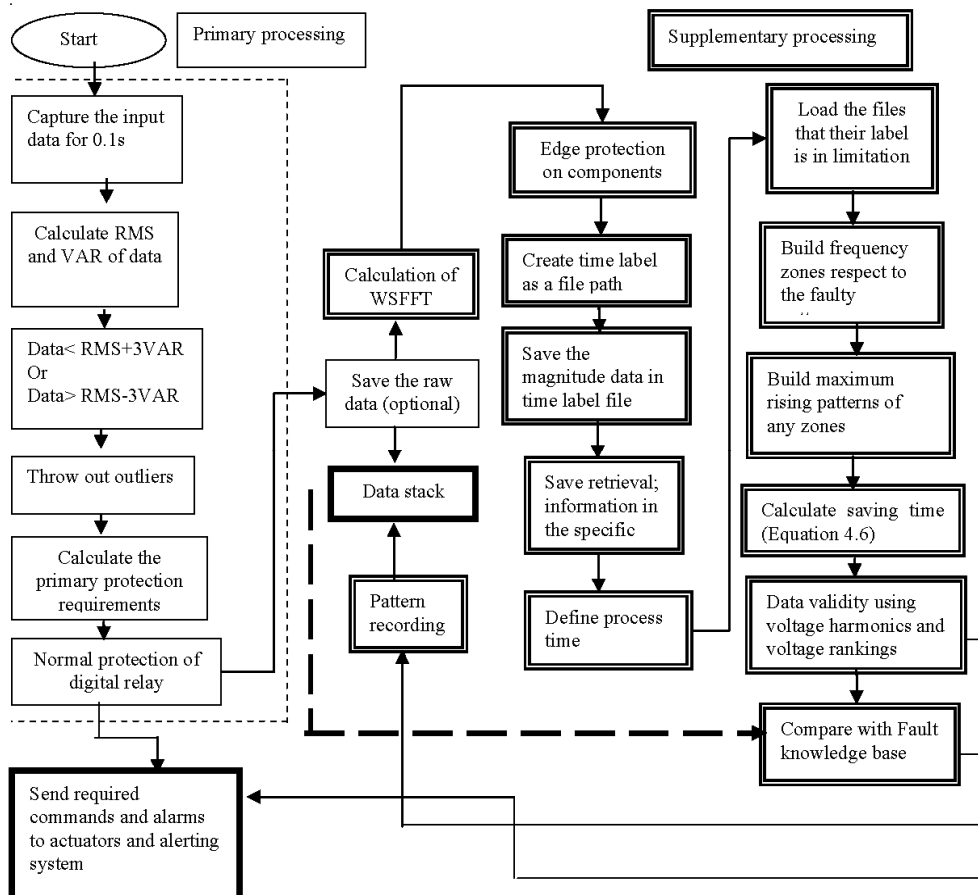 Start
Primary processing
Supplementary processing
Capture the input
data for 0.1s
Calculate RMS
and VAR of data
Data< RMS+3VAR
Or
Data> RMS-3VAR
Throw out outliers
Calculate the
primary protection
requirements
Normal protection of
digital relay
Send required
commands and alarms
to actuators and alerting
system
Calculation of
WSFFT
Save the raw
data (optional)
Data stack
Pattern
recording
Edge protection
on components
Create time label
as a file path
Save the
magnitude data in
time label file
Save retrieval;
information in
the specific
Define process
time
Load the files
that their label
is in limitation
Build frequency
zones respect to
the faulty
Build maximum
rising patterns of
any zones
Calculate saving time
(Equation 4.6)
Data validity using
voltage harmonics and
voltage rankings
Compare with Fault
knowledge base